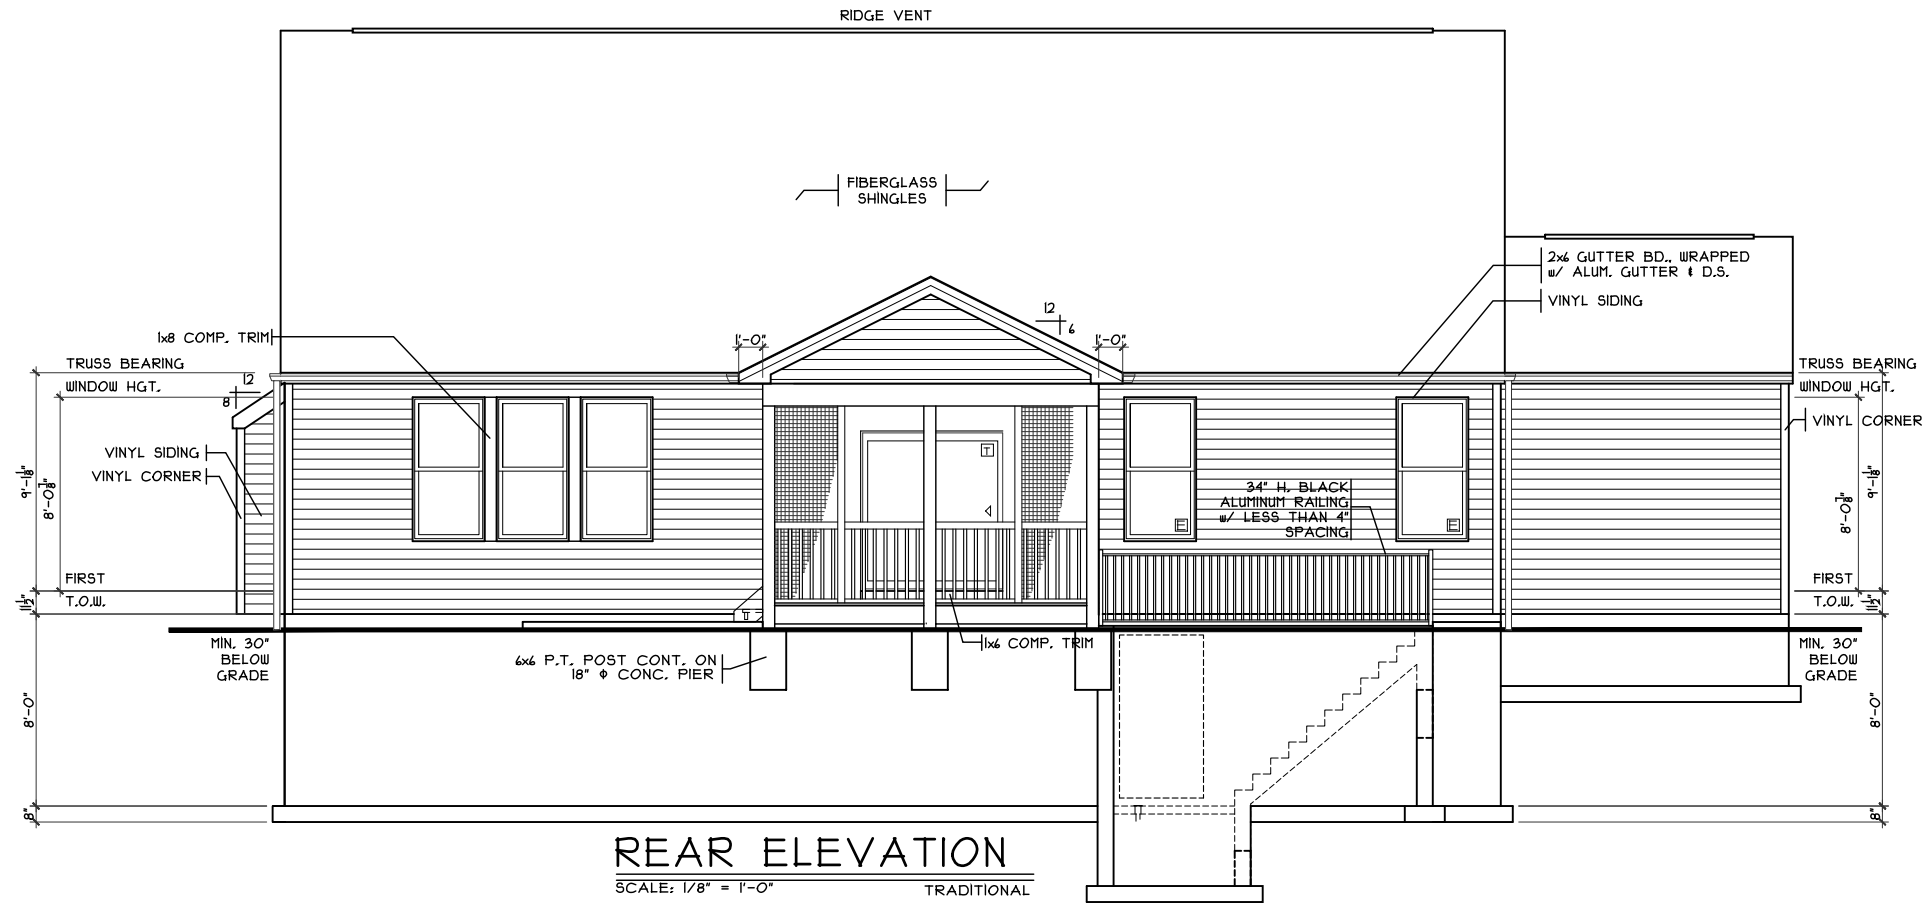 RIDGE VENT
FIBERGLASS
SHINGLES
2x6 GUTTER BD., WRAPPED
w/ ALUM. GUTTER & D.S.
VINYL SIDING
12
6
1'-0"
1'-0"
1x8 COMP. TRIM
TRUSS BEARING
WINDOW HGT.
12
8
TRUSS BEARING
WINDOW HGT.
VINYL CORNER
VINYL SIDING
VINYL CORNER
T
9'-1 1/8"
8'-0 7/8"
34" H. BLACK
ALUMINUM RAILING
w/ LESS THAN 4"
SPACING
E
E
8'-0 7/8"
9'-1 1/8"
FIRST
T.O.W.
11 1/2"
FIRST
T.O.W.
11 1/2"
T
MIN. 30"
BELOW
GRADE
6x6 P.T. POST CONT. ON
18" ϕ CONC. PIER
1x6 COMP. TRIM
MIN. 30"
BELOW
GRADE
8'-0"
8'-0"
8"
8"
T
REAR ELEVATION
SCALE: 1/8" = 1'-0"
TRADITIONAL